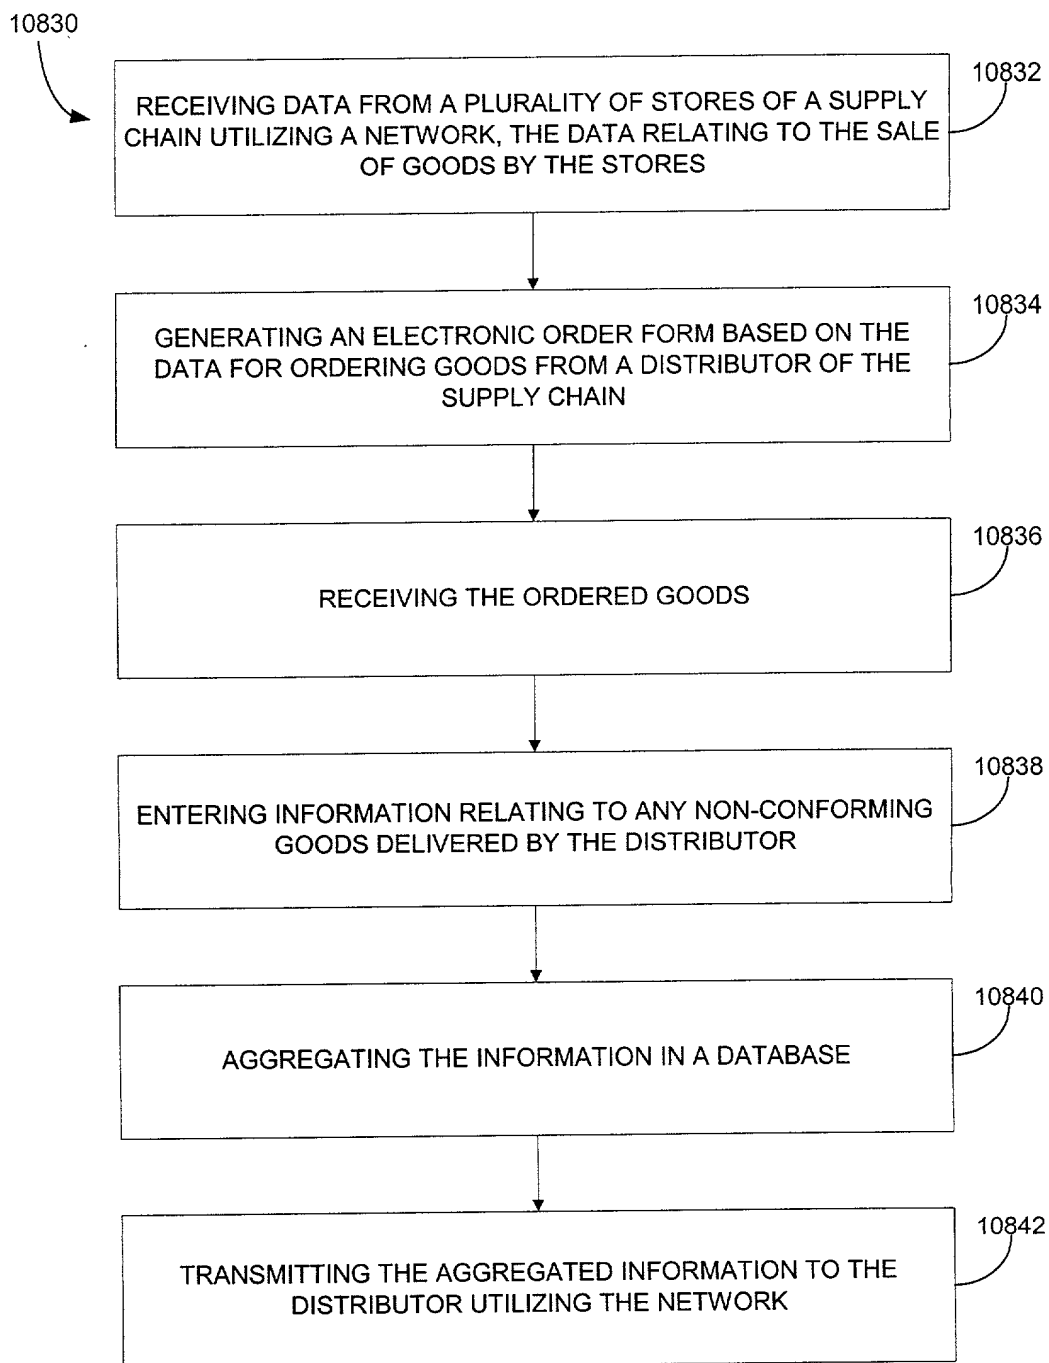 10830
10832
RECEIVING DATA FROM A PLURALITY OF STORES OF A SUPPLY
CHAIN UTILIZING A NETWORK, THE DATA RELATING TO THE SALE
OF GOODS BY THE STORES
10834
GENERATING AN ELECTRONIC ORDER FORM BASED ON THE
DATA FOR ORDERING GOODS FROM A DISTRIBUTOR OF THE
SUPPLY CHAIN
10836
RECEIVING THE ORDERED GOODS
10838
ENTERING INFORMATION RELATING TO ANY NON-CONFORMING
GOODS DELIVERED BY THE DISTRIBUTOR
10840
AGGREGATING THE INFORMATION IN A DATABASE
10842
TRANSMITTING THE AGGREGATED INFORMATION TO THE
DISTRIBUTOR UTILIZING THE NETWORK